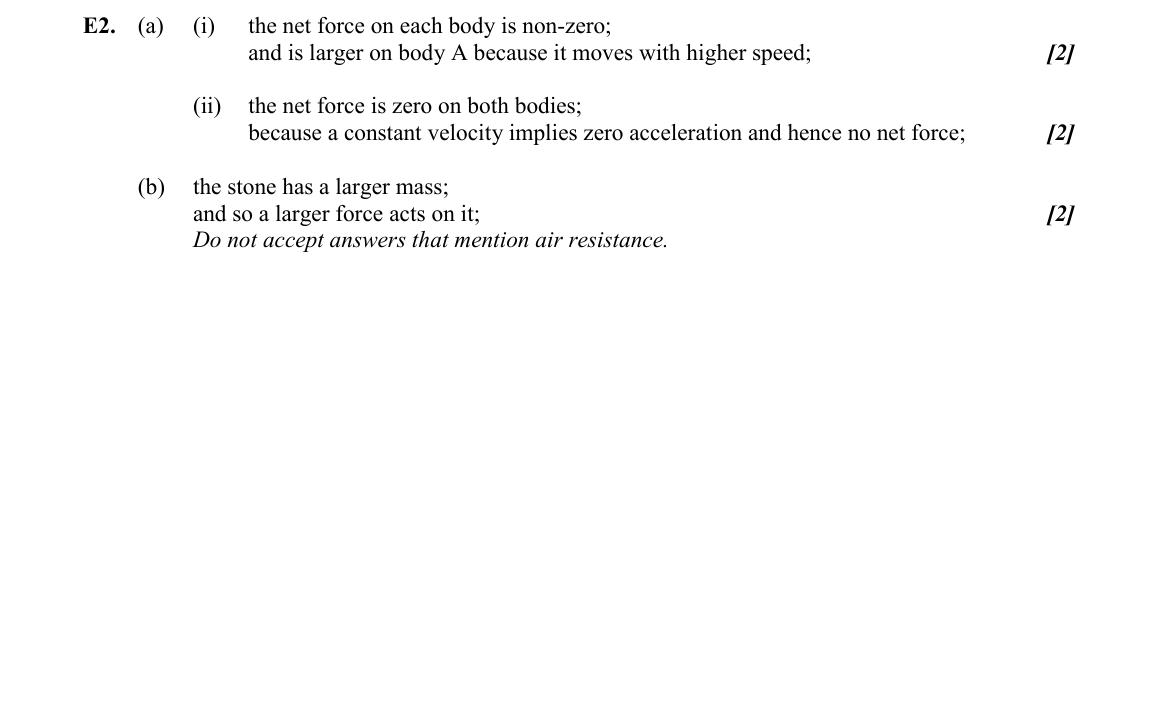 E2. (a) (i) the net force on each body is non-zero;
and is larger on body A because it moves with higher speed; [2]
(ii) the net force is zero on both bodies;
because a constant velocity implies zero acceleration and hence no net force; [2]
(b) the stone has a larger mass;
and so a larger force acts on it; [2]
Do not accept answers that mention air resistance.